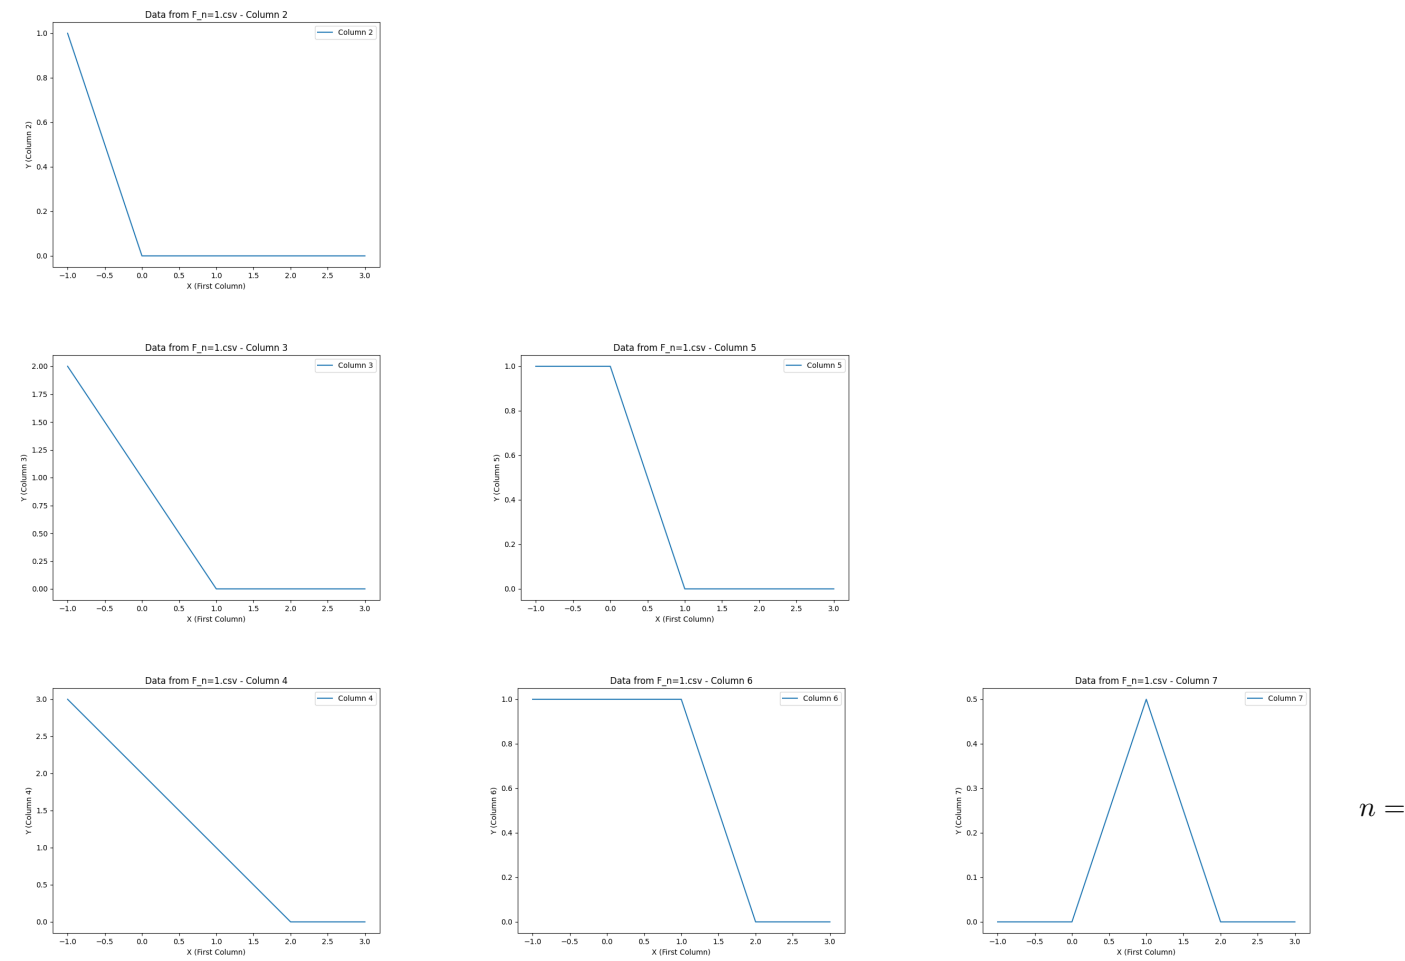 Data from F_n=1.csv - Column 2
Column 2
Y (Column 2)
1.0
0.8
0.6
0.4
0.2
0.0
−1.0 −0.5 0.0 0.5 1.0 1.5 2.0 2.5 3.0
X (First Column)
Data from F_n=1.csv - Column 3
Column 3
Y (Column 3)
2.00
1.75
1.50
1.25
1.00
0.75
0.50
0.25
0.00
−1.0 −0.5 0.0 0.5 1.0 1.5 2.0 2.5 3.0
X (First Column)
Data from F_n=1.csv - Column 5
Column 5
Y (Column 5)
1.0
0.8
0.6
0.4
0.2
0.0
−1.0 −0.5 0.0 0.5 1.0 1.5 2.0 2.5 3.0
X (First Column)
Data from F_n=1.csv - Column 4
Column 4
Y (Column 4)
3.0
2.5
2.0
1.5
1.0
0.5
0.0
−1.0 −0.5 0.0 0.5 1.0 1.5 2.0 2.5 3.0
X (First Column)
Data from F_n=1.csv - Column 6
Column 6
Y (Column 6)
1.0
0.8
0.6
0.4
0.2
0.0
−1.0 −0.5 0.0 0.5 1.0 1.5 2.0 2.5 3.0
X (First Column)
Data from F_n=1.csv - Column 7
Column 7
Y (Column 7)
0.5
0.4
0.3
0.2
0.1
0.0
−1.0 −0.5 0.0 0.5 1.0 1.5 2.0 2.5 3.0
X (First Column)
n =